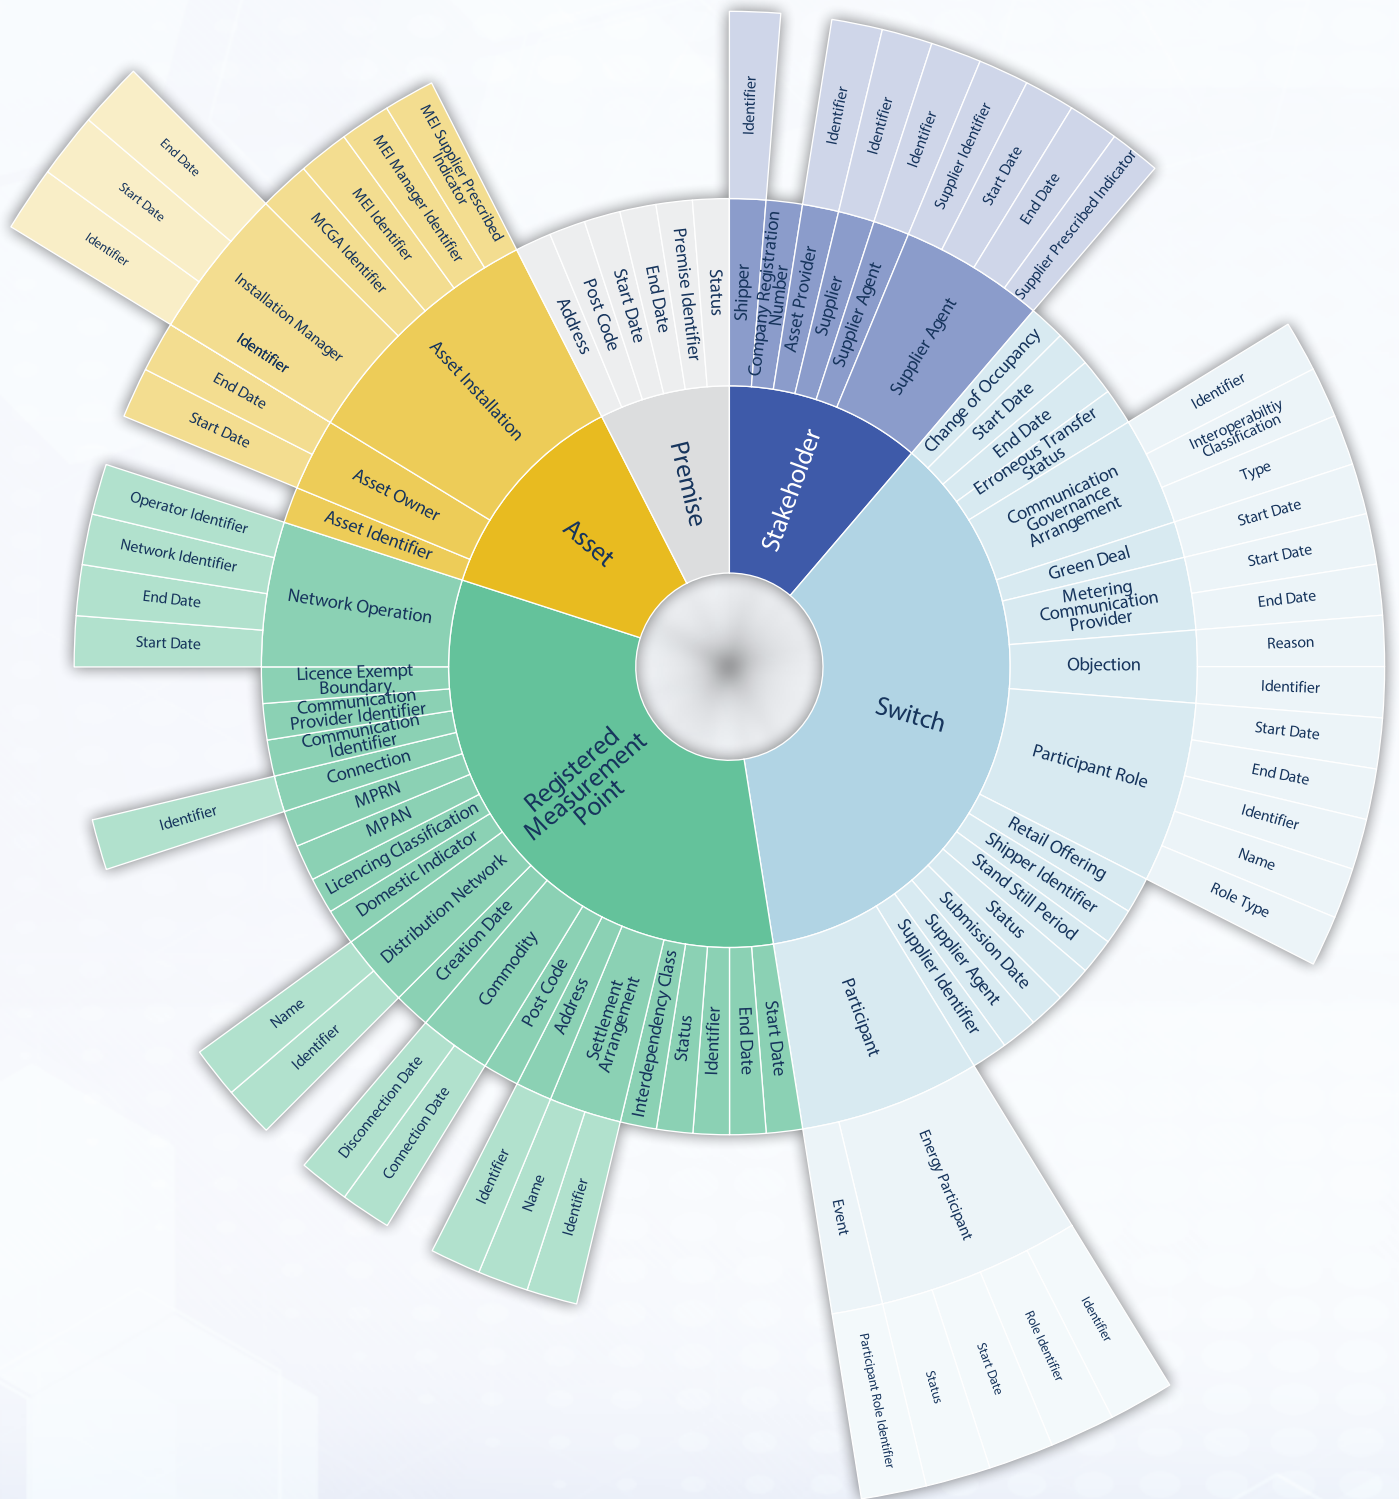 Stakeholder
Shipper
Identifier
Company Registration
Number
Asset Provider
Identifier
Supplier
Identifier
Supplier Agent
Identifier
Supplier Agent
Supplier Identifier
Start Date
End Date
Supplier Prescribed Indicator
Switch
Change of Occupancy
Start Date
End Date
Erroneous Transfer
Status
Communication
Governance
Arrangement
Identifier
Interoperabiltiy
Classification
Type
Green Deal
Start Date
Metering
Communication
Provider
Start Date
End Date
Objection
Reason
Identifier
Participant Role
Start Date
End Date
Identifier
Name
Role Type
Retail Offering
Shipper Identifier
Stand Still Period
Status
Submission Date
Supplier Agent
Supplier Identifier
Participant
Energy Participant
Identifier
Role Identifier
Start Date
Status
Event
Participant Role Identifier
Registered
Measurement
Point
Start Date
End Date
Identifier
Status
Interdependency Class
Settlement
Arrangement
Identifier
Name
Address
Identifier
Post Code
Commodity
Connection Date
Disconnection Date
Creation Date
Distribution Network
Identifier
Name
Domestic Indicator
Licencing Classification
MPAN
MPRN
Connection
Identifier
Communication
Identifier
Communication
Provider Identifier
Licence Exempt
Boundary
Network Operation
Start Date
End Date
Network Identifier
Operator Identifier
Asset
Asset Identifier
Asset Owner
Start Date
End Date
Asset Installation
Installation Manager
Identifier
Identifier
Start Date
End Date
MCGA Identifier
MEI Identifier
MEI Manager Identifier
MEI Supplier Prescribed
Indicator
Premise
Address
Post Code
Start Date
End Date
Premise Identifier
Status